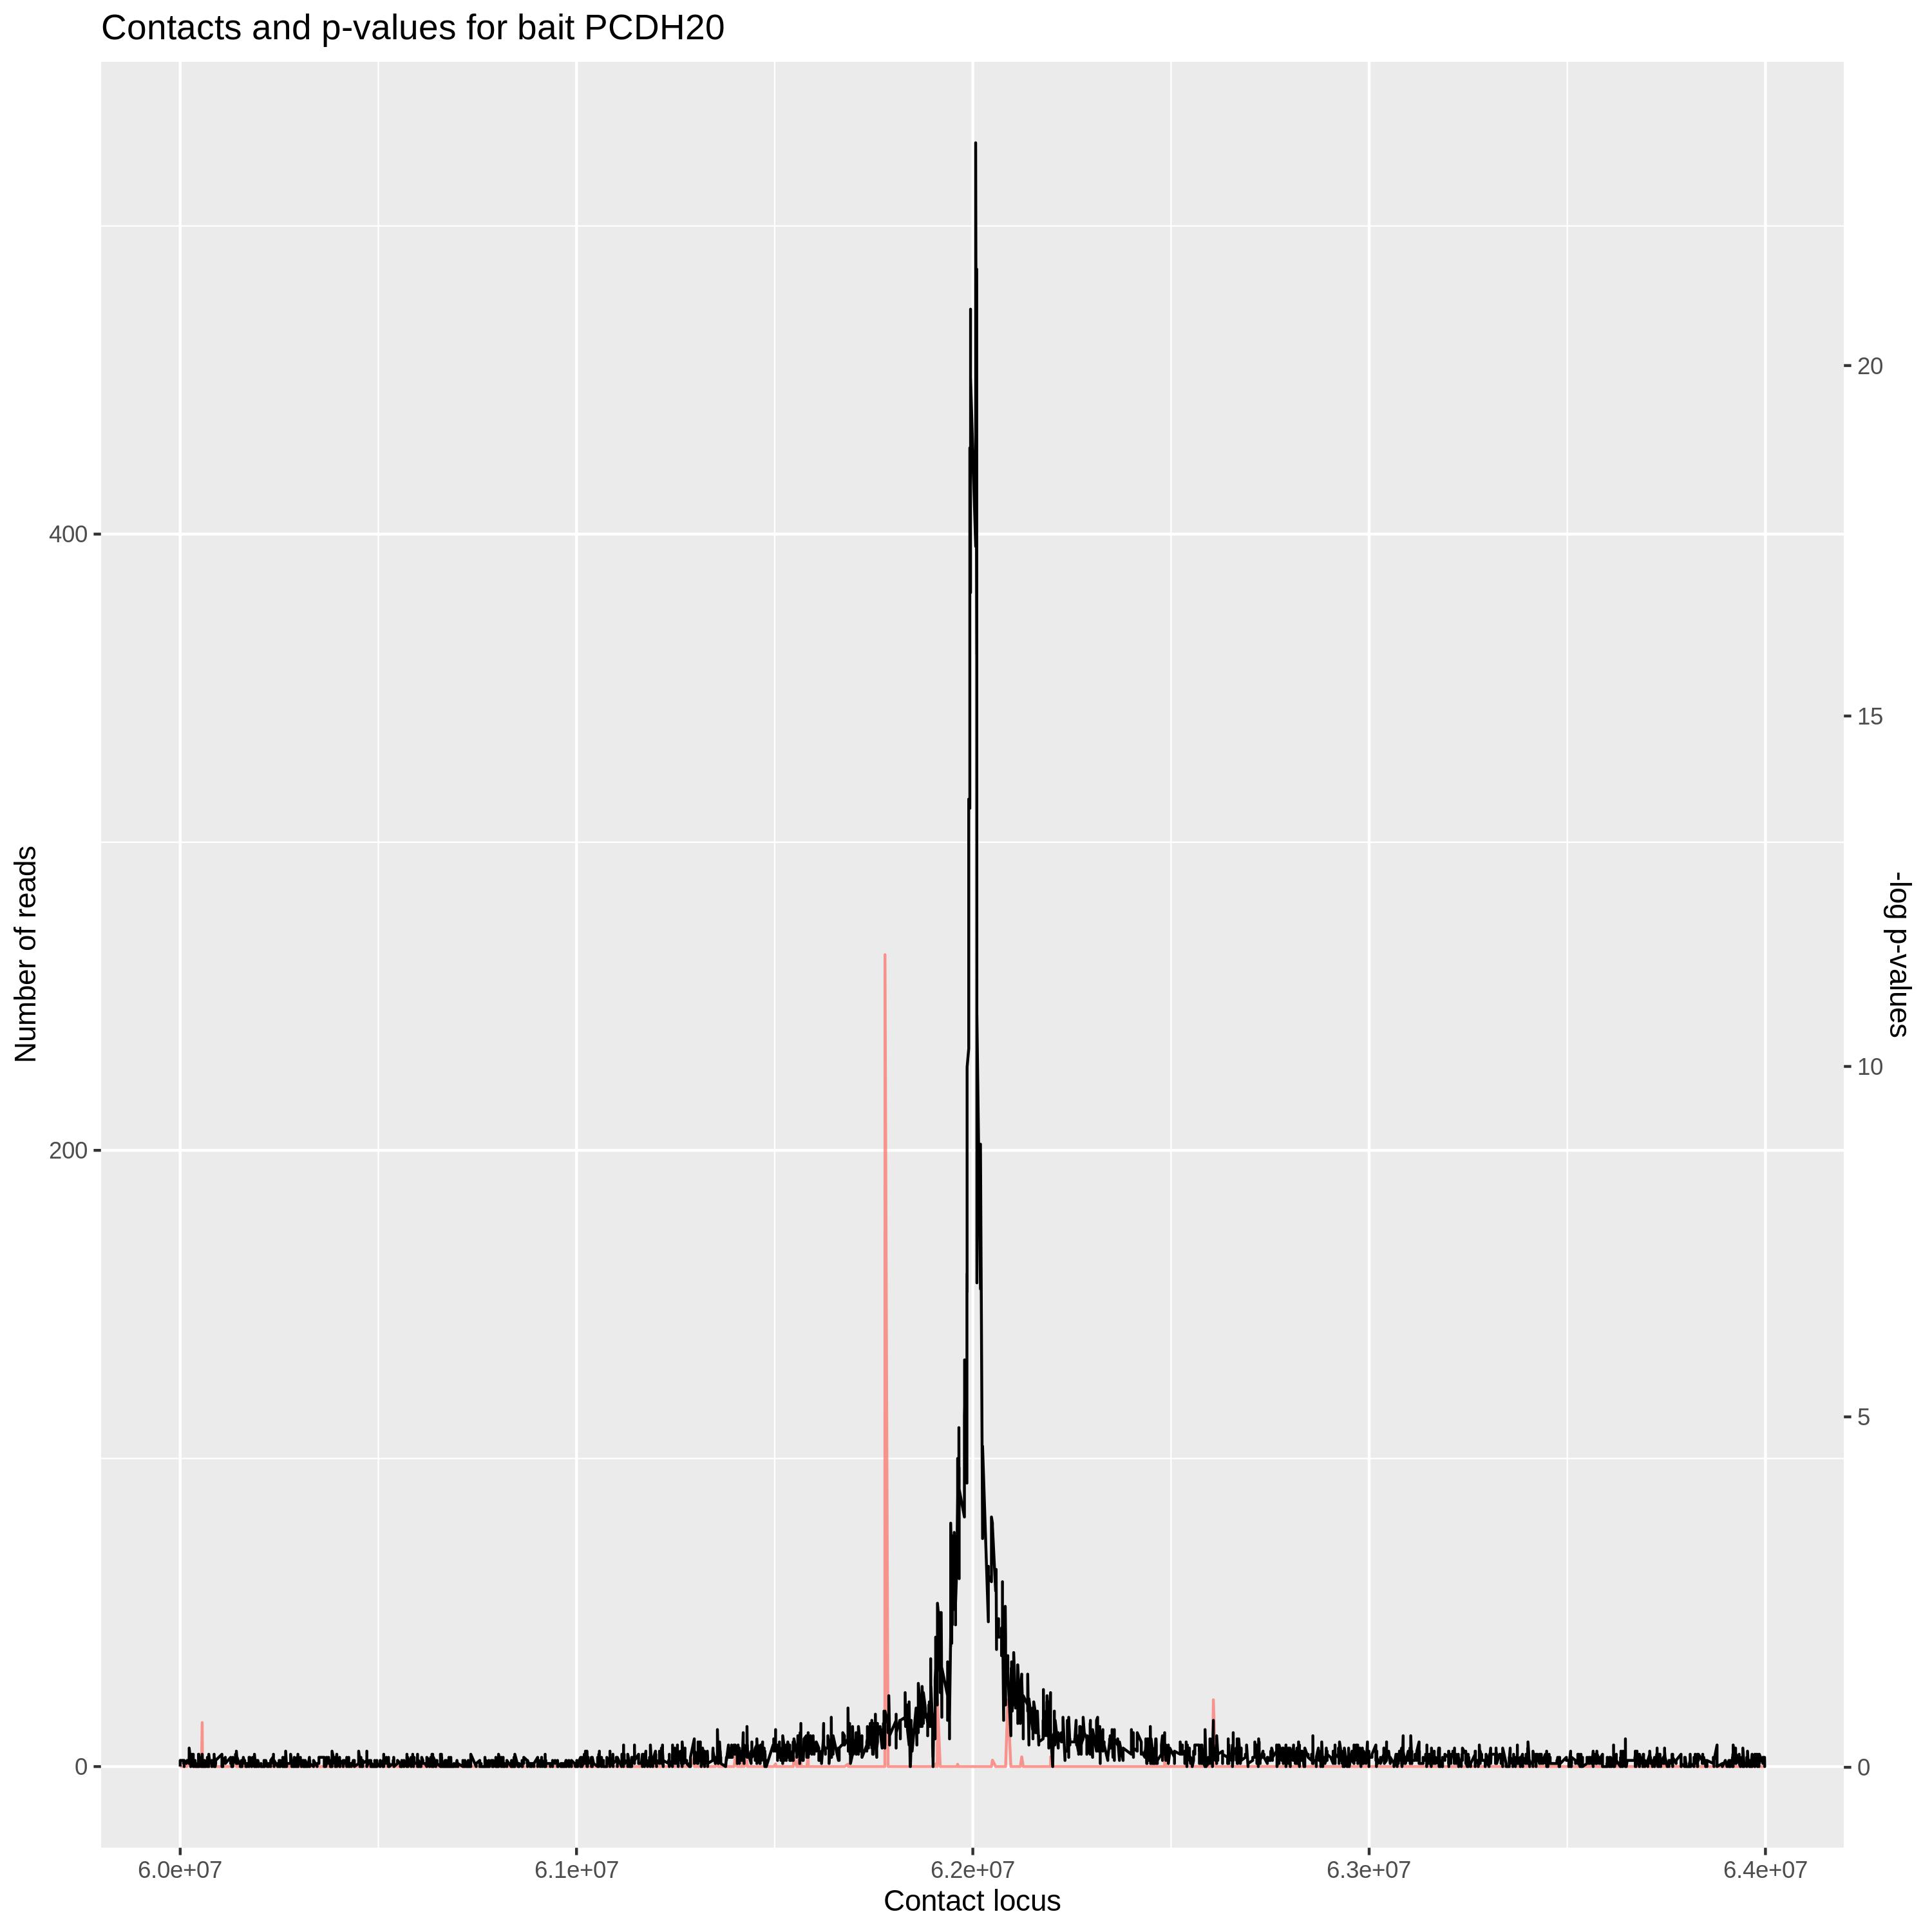 Contacts and p-values for bait PCDH20
Number of reads
400
200
0
20
15
10
5
0
-log p-values
6.0e+07
6.1e+07
6.2e+07
6.3e+07
6.4e+07
Contact locus